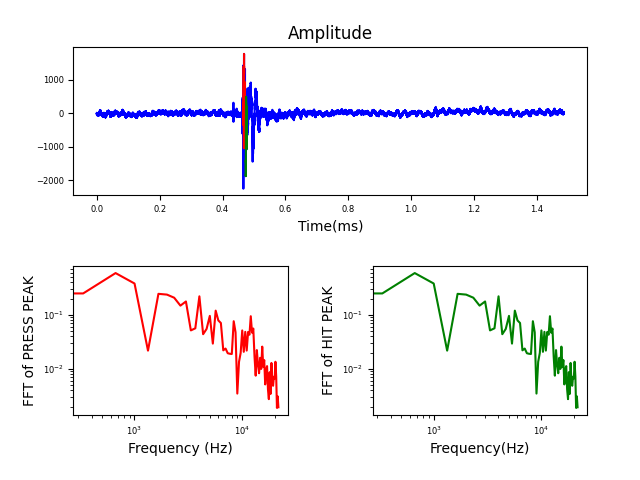 Amplitude
1000
0
−1000
−2000
0.0 0.2 0.4 0.6 0.8 1.0 1.2 1.4
Time(ms)
FFT of PRESS PEAK
10⁻¹
10⁻²
10³ 10⁴
Frequency (Hz)
FFT of HIT PEAK
10⁻¹
10⁻²
10³ 10⁴
Frequency(Hz)